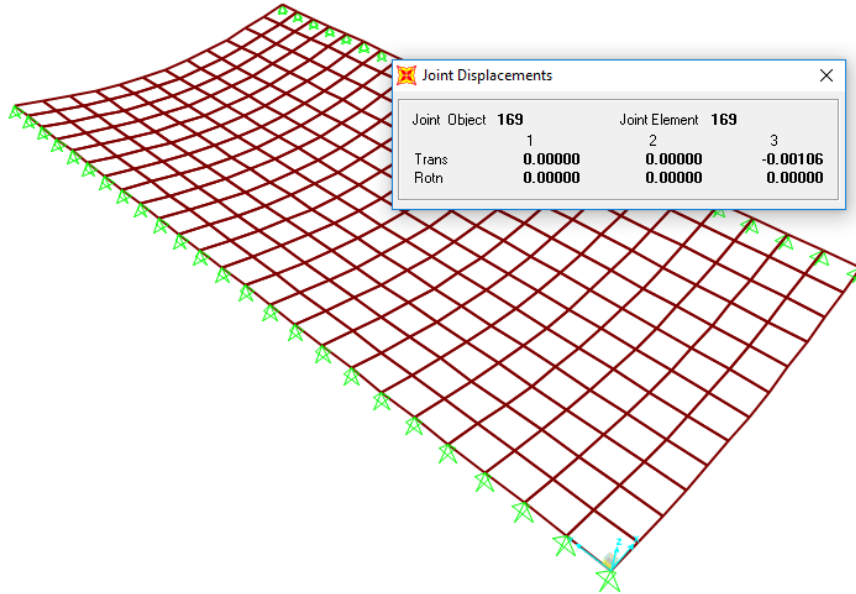 Joint Displacements
Joint Object 169 Joint Element 169
1 2 3
Trans 0.00000 0.00000 -0.00106
Rotn 0.00000 0.00000 0.00000